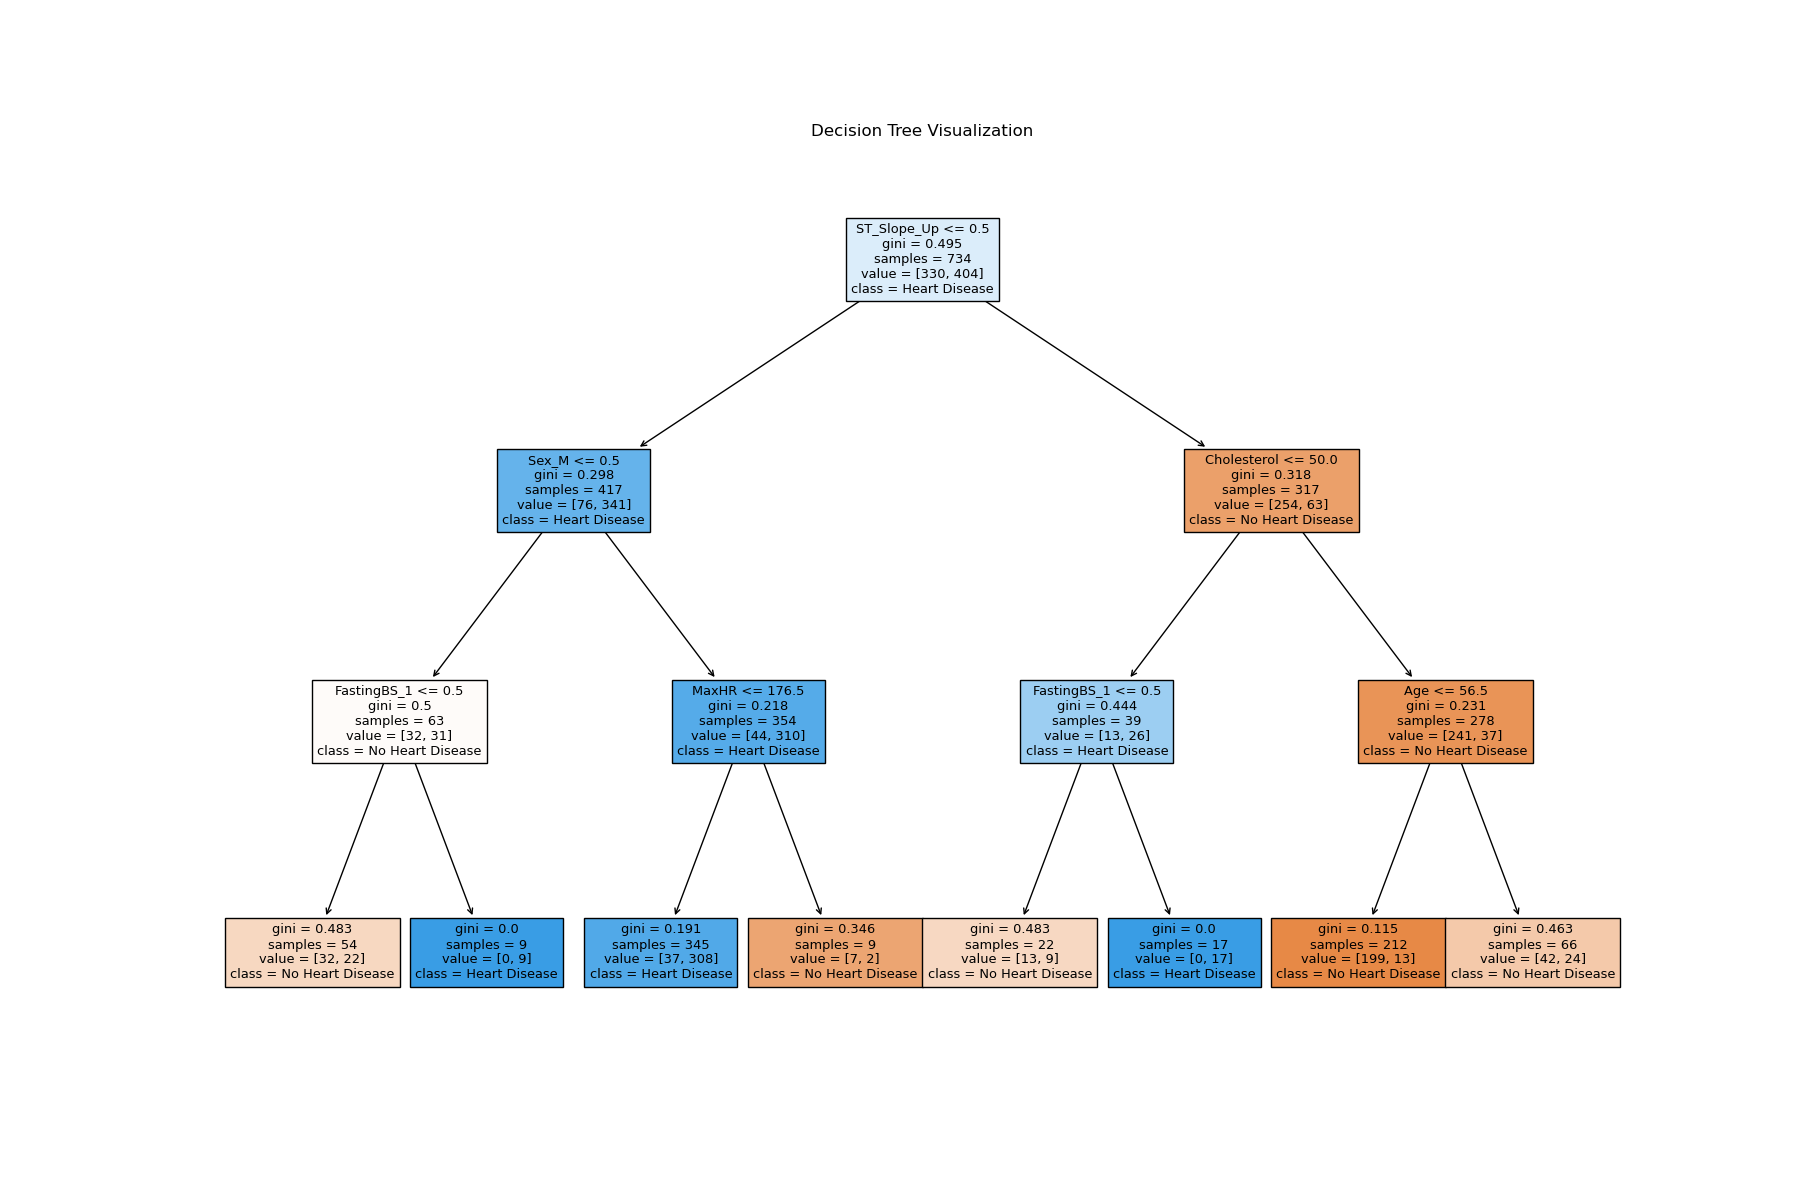 Decision Tree Visualization
ST_Slope_Up <= 0.5
gini = 0.495
samples = 734
value = [330, 404]
class = Heart Disease
Sex_M <= 0.5
gini = 0.298
samples = 417
value = [76, 341]
class = Heart Disease
Cholesterol <= 50.0
gini = 0.318
samples = 317
value = [254, 63]
class = No Heart Disease
FastingBS_1 <= 0.5
gini = 0.5
samples = 63
value = [32, 31]
class = No Heart Disease
MaxHR <= 176.5
gini = 0.218
samples = 354
value = [44, 310]
class = Heart Disease
FastingBS_1 <= 0.5
gini = 0.444
samples = 39
value = [13, 26]
class = Heart Disease
Age <= 56.5
gini = 0.231
samples = 278
value = [241, 37]
class = No Heart Disease
gini = 0.483
samples = 54
value = [32, 22]
class = No Heart Disease
gini = 0.0
samples = 9
value = [0, 9]
class = Heart Disease
gini = 0.191
samples = 345
value = [37, 308]
class = Heart Disease
gini = 0.346
samples = 9
value = [7, 2]
class = No Heart Disease
gini = 0.483
samples = 22
value = [13, 9]
class = No Heart Disease
gini = 0.0
samples = 17
value = [0, 17]
class = Heart Disease
gini = 0.115
samples = 212
value = [199, 13]
class = No Heart Disease
gini = 0.463
samples = 66
value = [42, 24]
class = No Heart Disease